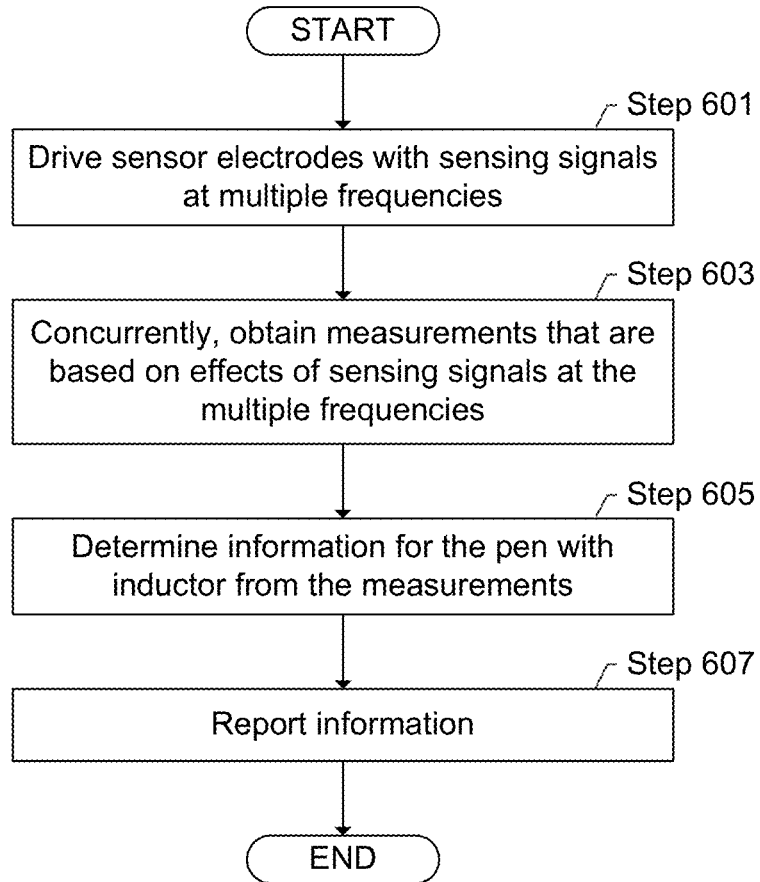 START
Step 601
Drive sensor electrodes with sensing signals
at multiple frequencies
Step 603
Concurrently, obtain measurements that are
based on effects of sensing signals at the
multiple frequencies
Step 605
Determine information for the pen with
inductor from the measurements
Step 607
Report information
END